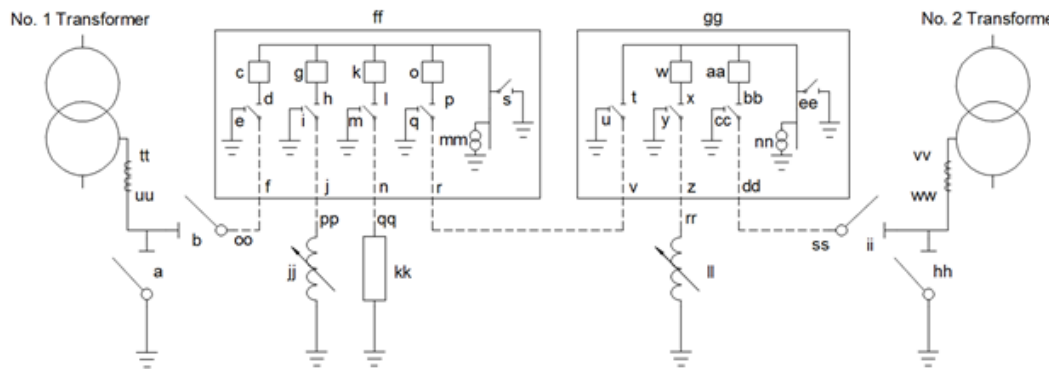 No. 1 Transformer ff gg No. 2 Transforme
c g k o w aa
d h l p s t x bb ee
e i m q mm u y cc nn
tt vv
uu f j n r v z dd ww
b oo pp qq rr ss ii
a jj kk ll hh